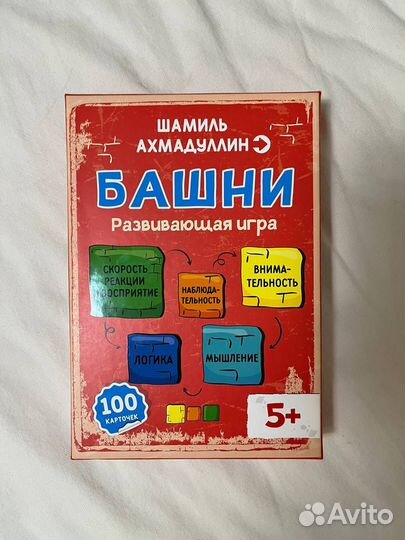 ШАМИЛЬ
АХМАДУЛЛИН
БАШНИ
Развивающая игра
СКОРОСТЬ
РЕАКЦИИ
ВОСПРИЯТИЕ
НАБЛЮДА-
ТЕЛЬНОСТЬ
ВНИМА-
ТЕЛЬНОСТЬ
ЛОГИКА
МЫШЛЕНИЕ
100
КАРТОЧЕК
5+
Avito